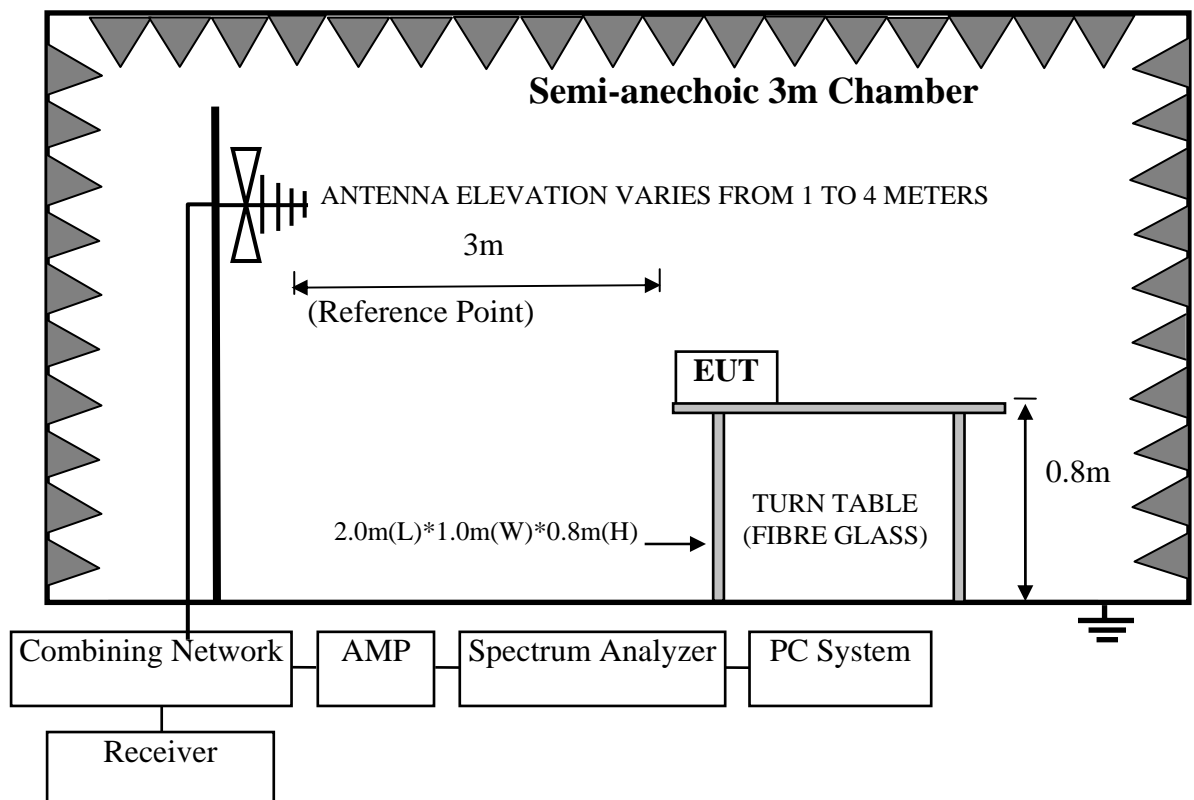 Semi-anechoic 3m Chamber
ANTENNA ELEVATION VARIES FROM 1 TO 4 METERS
3m
(Reference Point)
EUT
0.8m
TURN TABLE
(FIBRE GLASS)
2.0m(L)*1.0m(W)*0.8m(H)
Combining Network
AMP
Spectrum Analyzer
PC System
Receiver